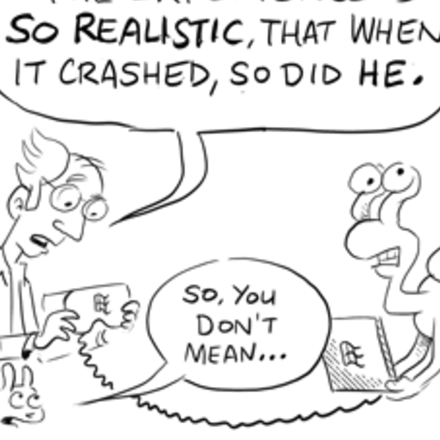 SO REALISTIC, THAT WHEN
IT CRASHED, SO DID HE.
SO, YOU
DON'T
MEAN...